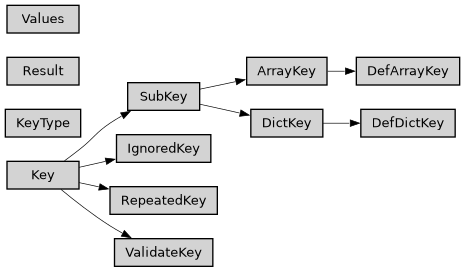 Values
Result
KeyType
Key
SubKey
IgnoredKey
RepeatedKey
ValidateKey
ArrayKey
DictKey
DefArrayKey
DefDictKey